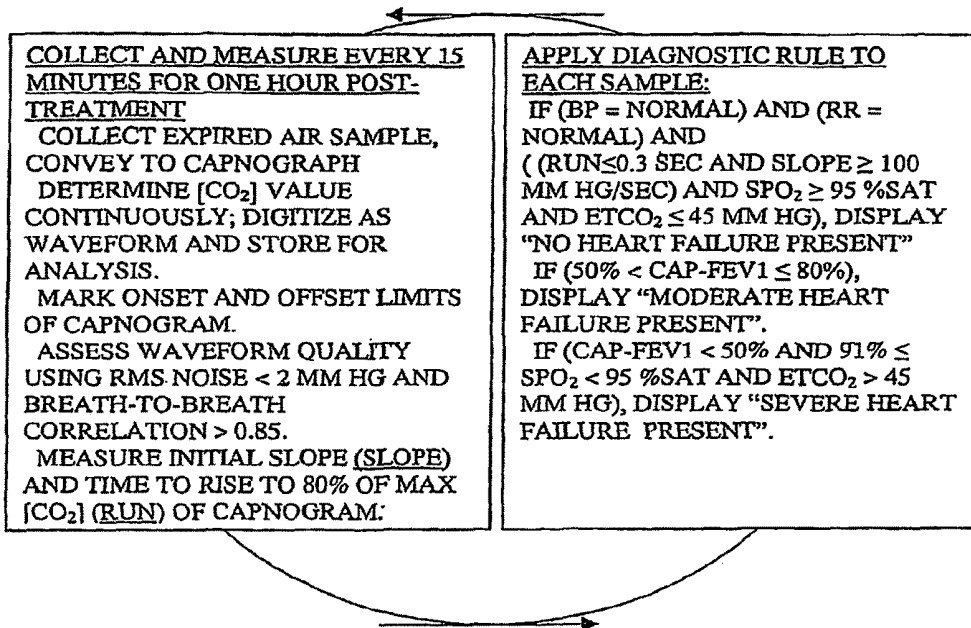 COLLECT AND MEASURE EVERY 15
MINUTES FOR ONE HOUR POST-
TREATMENT
COLLECT EXPIRED AIR SAMPLE,
CONVEY TO CAPNOGRAPH
DETERMINE [CO₂] VALUE
CONTINUOUSLY; DIGITIZE AS
WAVEFORM AND STORE FOR
ANALYSIS.
MARK ONSET AND OFFSET LIMITS
OF CAPNOGRAM.
ASSESS WAVEFORM QUALITY
USING RMS NOISE < 2 MM HG AND
BREATH-TO-BREATH
CORRELATION > 0.85.
MEASURE INITIAL SLOPE (SLOPE)
AND TIME TO RISE TO 80% OF MAX
[CO₂] (RUN) OF CAPNOGRAM.
APPLY DIAGNOSTIC RULE TO
EACH SAMPLE:
IF (BP = NORMAL) AND (RR =
NORMAL) AND
( (RUN≤0.3 SEC AND SLOPE ≥ 100
MM HG/SEC) AND SPO₂ ≥ 95 %SAT
AND ETCO₂ ≤ 45 MM HG), DISPLAY
"NO HEART FAILURE PRESENT"
IF (50% < CAP-FEV1 ≤ 80%),
DISPLAY "MODERATE HEART
FAILURE PRESENT".
IF (CAP-FEV1 < 50% AND 91% ≤
SPO₂ < 95 %SAT AND ETCO₂ > 45
MM HG), DISPLAY "SEVERE HEART
FAILURE PRESENT".